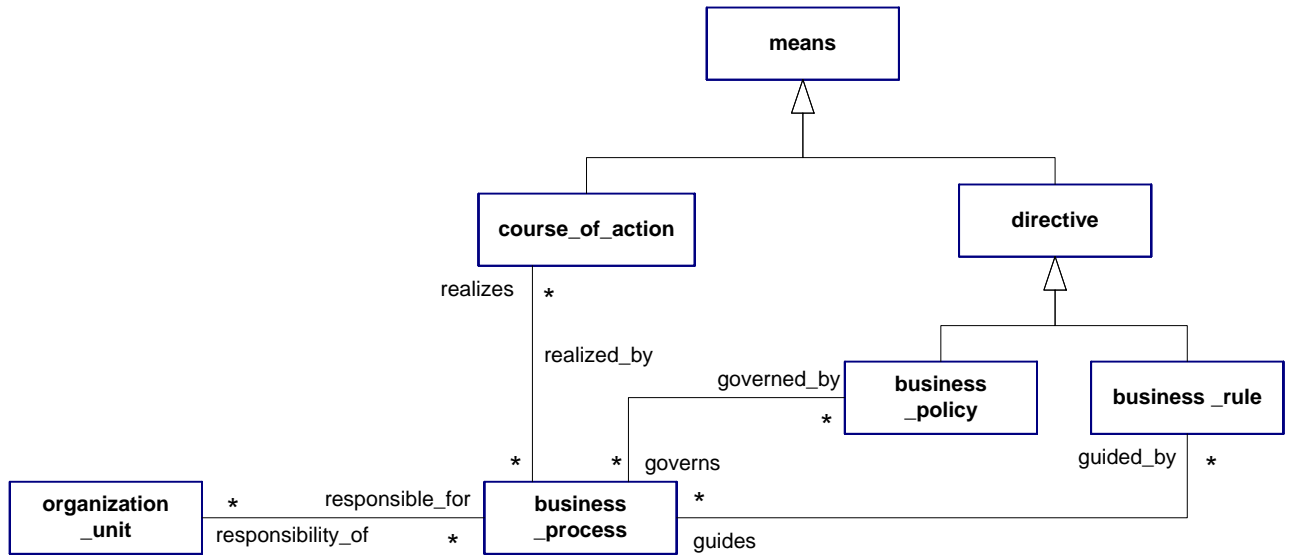 means
course_of_action
directive
realizes
*
realized_by
governed_by
*
business
_policy
business _rule
guided_by
*
*
*
governs
organization
_unit
*
responsibility_of
responsible_for
*
business
_process
*
guides